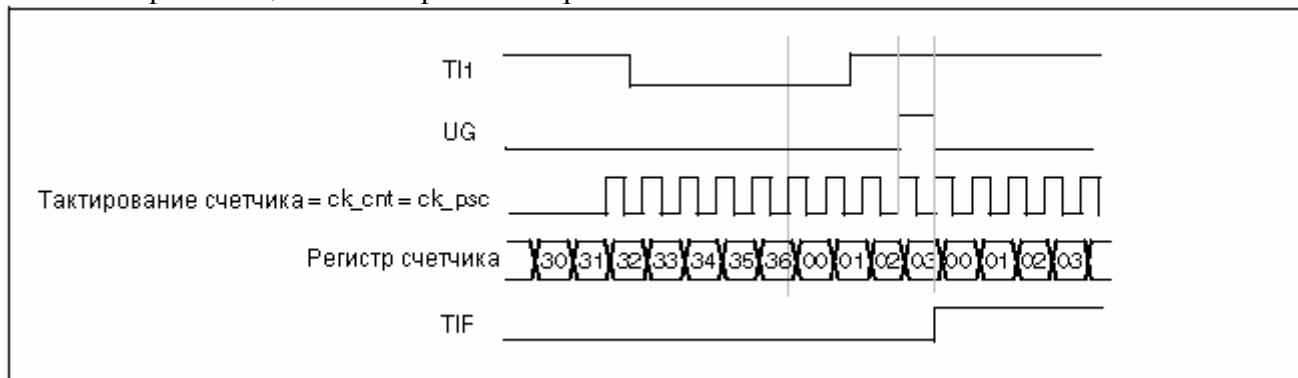 TI1
UG
Тактирование счетчика = ck_cnt = ck_psc
Регистр счетчика 30 31 32 33 34 35 36 00 01 02 03 00 01 02 03
TIF